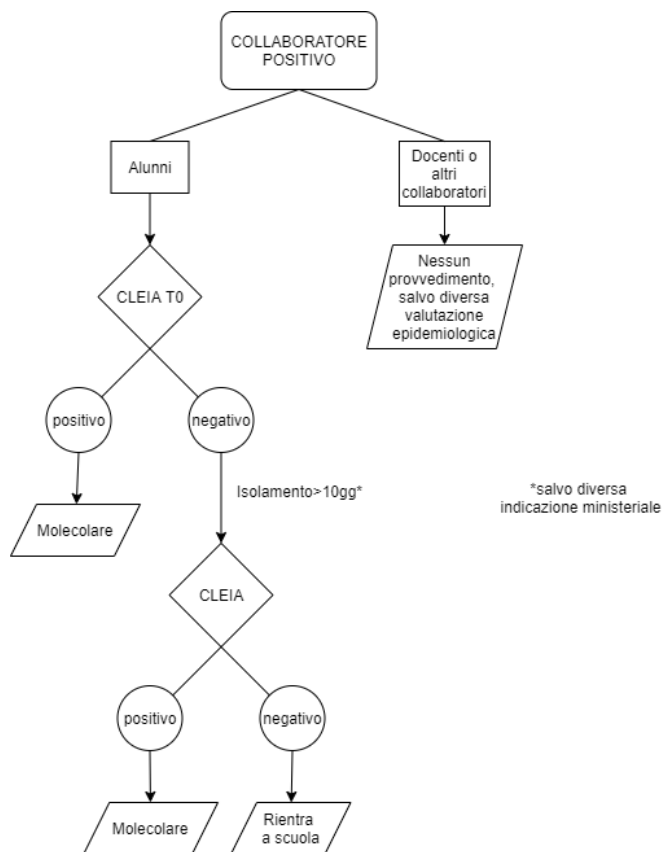 COLLABORATORE
POSITIVO
Alunni
Docenti o
altri
collaboratori
CLEIA T0
Nessun
provvedimento,
salvo diversa
valutazione
epidemiologica
positivo
negativo
Molecolare
Isolamento>10gg*
*salvo diversa
indicazione ministeriale
CLEIA
positivo
negativo
Molecolare
Rientra
a scuola